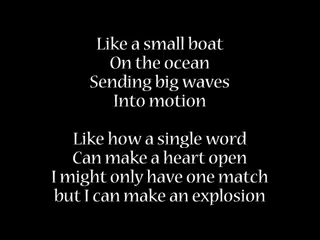 Like a small boat
On the ocean
Sending big waves
Into motion
Like how a single word
Can make a heart open
I might only have one match
but I can make an explosion